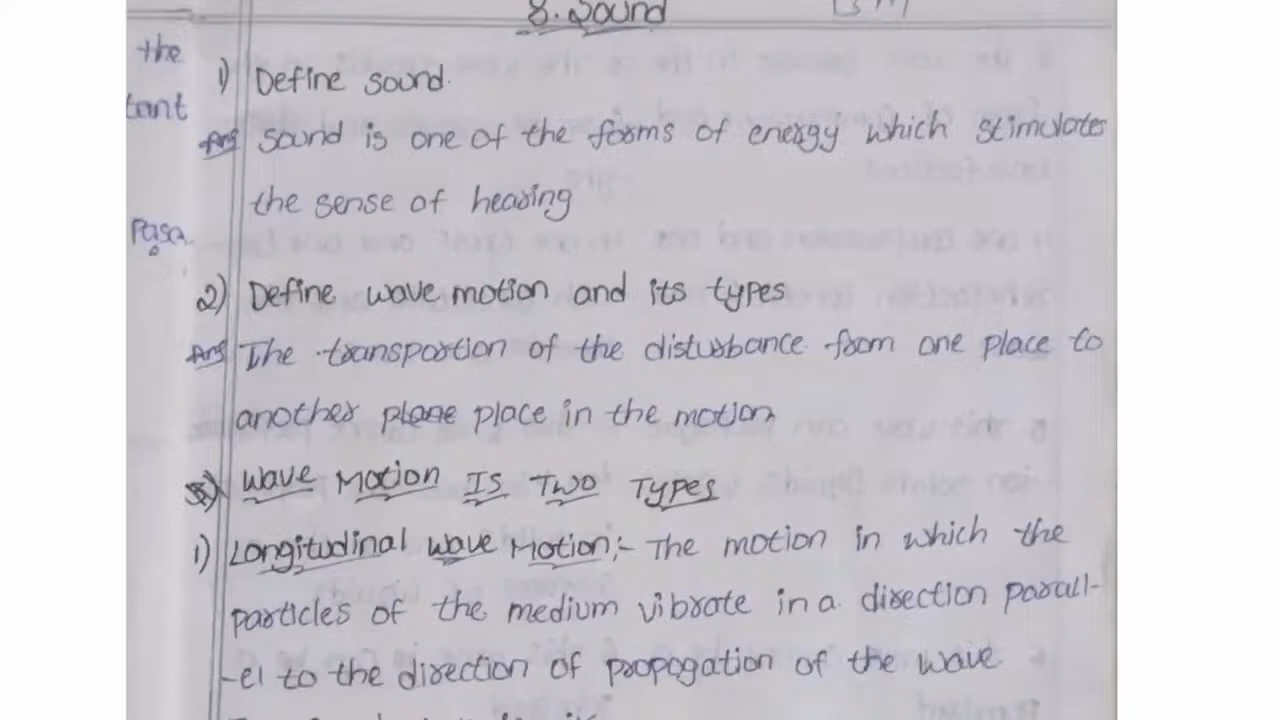 8. Sound
the
1) Define sound.
tant
Ans Sound is one of the forms of energy which stimulates
the sense of hearing
2) Define wave motion and its types
Ans The transportion of the disturbance from one place to
another plane place in the motion
Wave Motion Is Two Types
1) Longitudinal wave Motion:- The motion in which the
particles of the medium vibrate in a direction parall-
-el to the direction of propogation of the wave